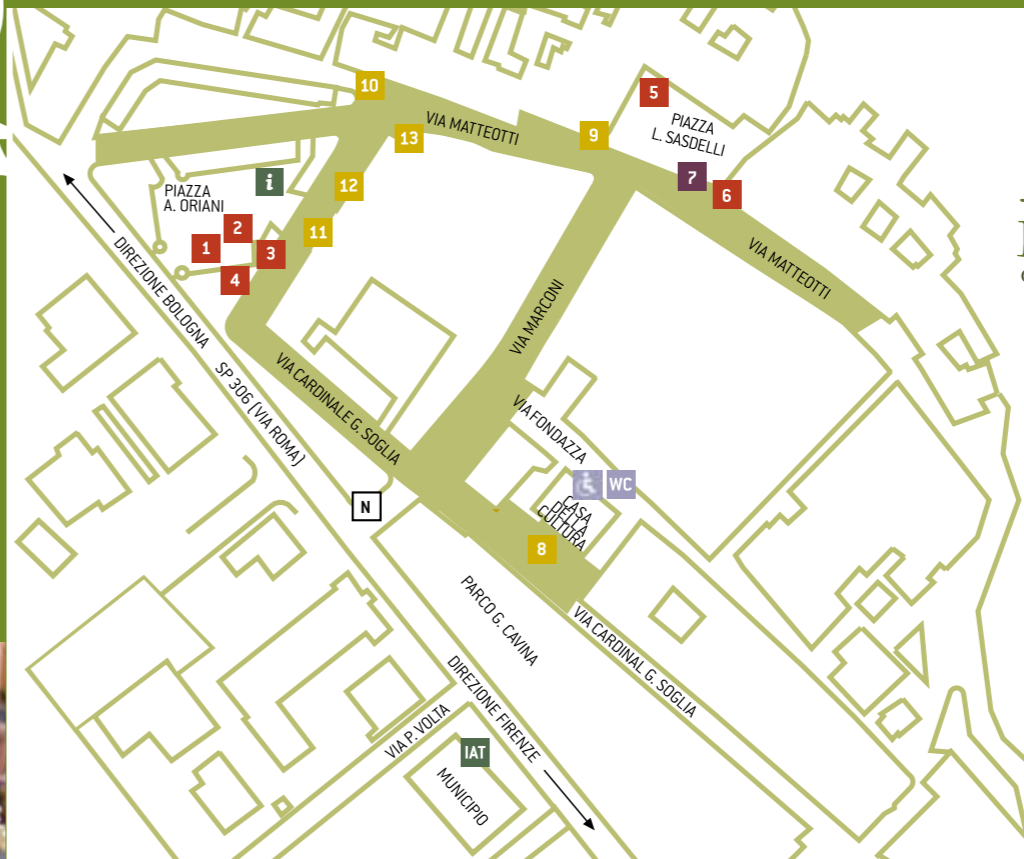 10
VIA MATTEOTTI
13
9
5
PIAZZA
L. SASDELLI
7
6
VIA MATTEOTTI
i
12
PIAZZA
A. ORIANI
11
2
1
3
4
DIREZIONE BOLOGNA
SP 306 (VIA ROMA)
VIA CARDINALE G. SOGLIA
VIA MARCONI
VIA FONDAZZA
WC
CASA
DELLA
CULTURA
N
8
PARCO G. CAVINA
VIA CARDINAL G. SOGLIA
DIREZIONE FIRENZE
VIA P. VOLTA
IAT
MUNICIPIO